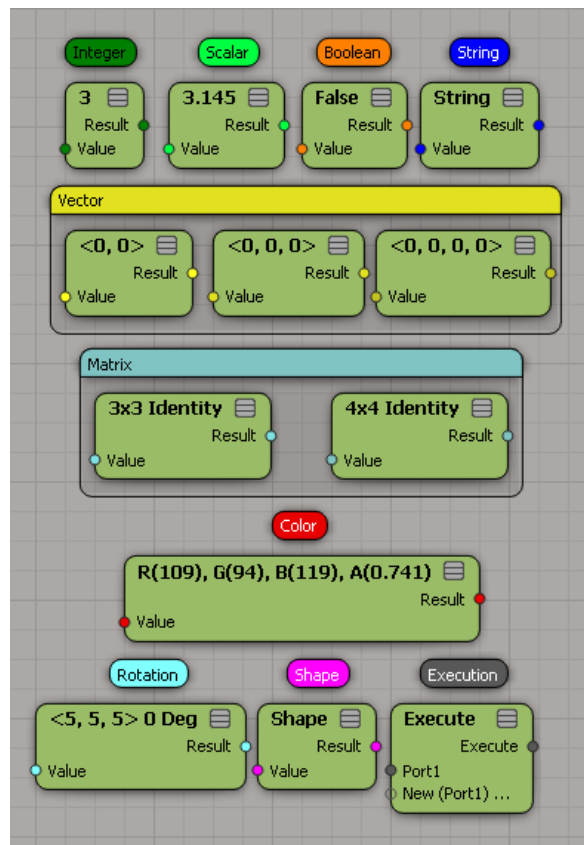 Integer Scalar Boolean String
3 3.145 False String
Result Result Result Result
Value Value Value Value
Vector
<0, 0> <0, 0, 0> <0, 0, 0, 0>
Result Result Result
Value Value Value
Matrix
3x3 Identity 4x4 Identity
Result Result
Value Value
Color
R(109), G(94), B(119), A(0.741)
Result
Value
Rotation Shape Execution
<5, 5, 5> 0 Deg Shape Execute
Result Result Execute
Value Value Port1
New (Port1) ...